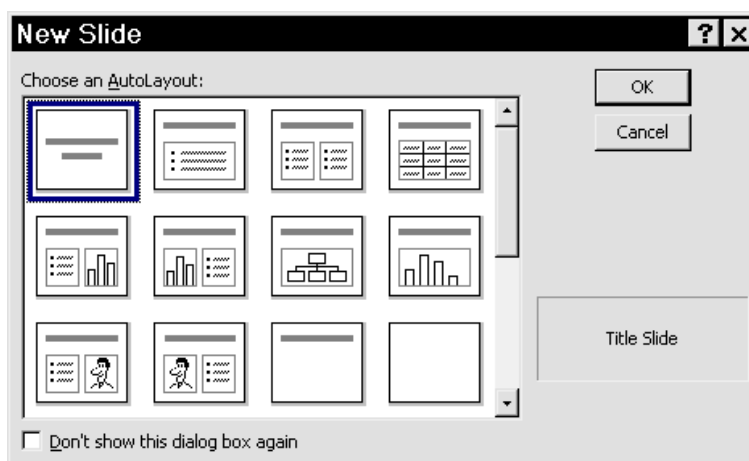 New Slide
Choose an AutoLayout:
OK
Cancel
Title Slide
Don't show this dialog box again